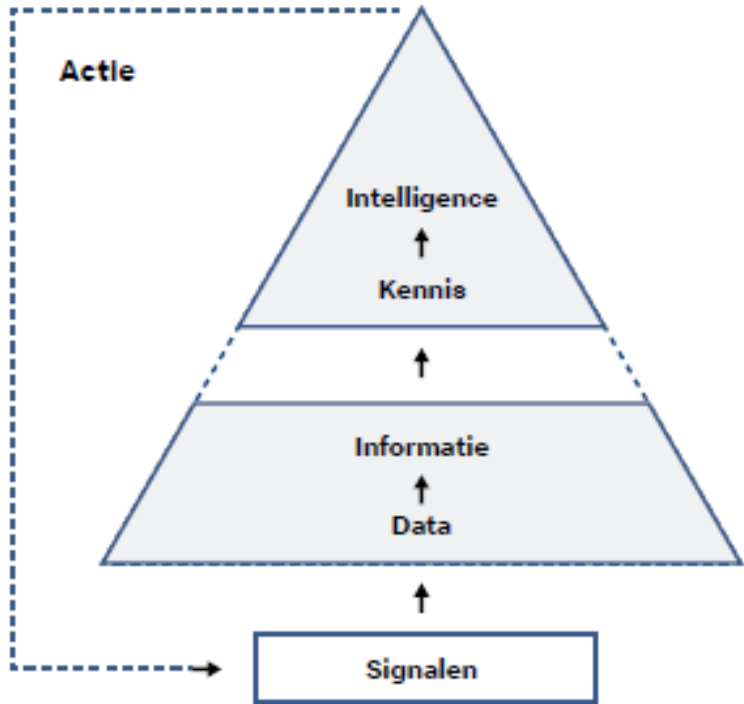 Actie
Intelligence
Kennis
Informatie
Data
Signalen